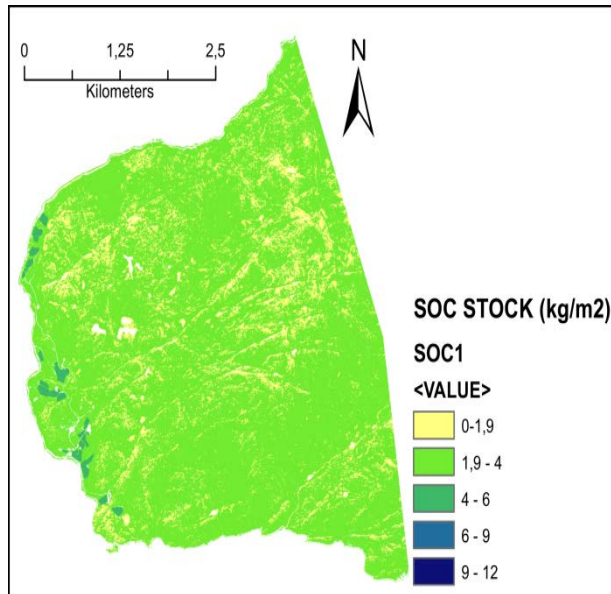 0 1,25 2,5
Kilometers
N
SOC STOCK (kg/m2)
SOC1
<VALUE>
0-1,9
1,9 - 4
4 - 6
6 - 9
9 - 12